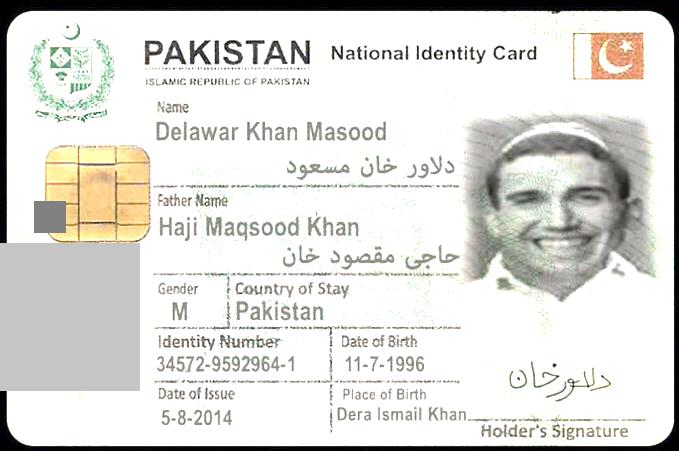 PAKISTAN National Identity Card
ISLAMIC REPUBLIC OF PAKISTAN
Name
Delawar Khan Masood
دلاور خان مسعود
Father Name
Haji Maqsood Khan
حاجی مقصود خان
Gender Country of Stay
M Pakistan
Identity Number Date of Birth
34572-9592964-1 11-7-1996
Date of Issue Place of Birth
5-8-2014 Dera Ismail Khan
دلاور خان
Holder's Signature